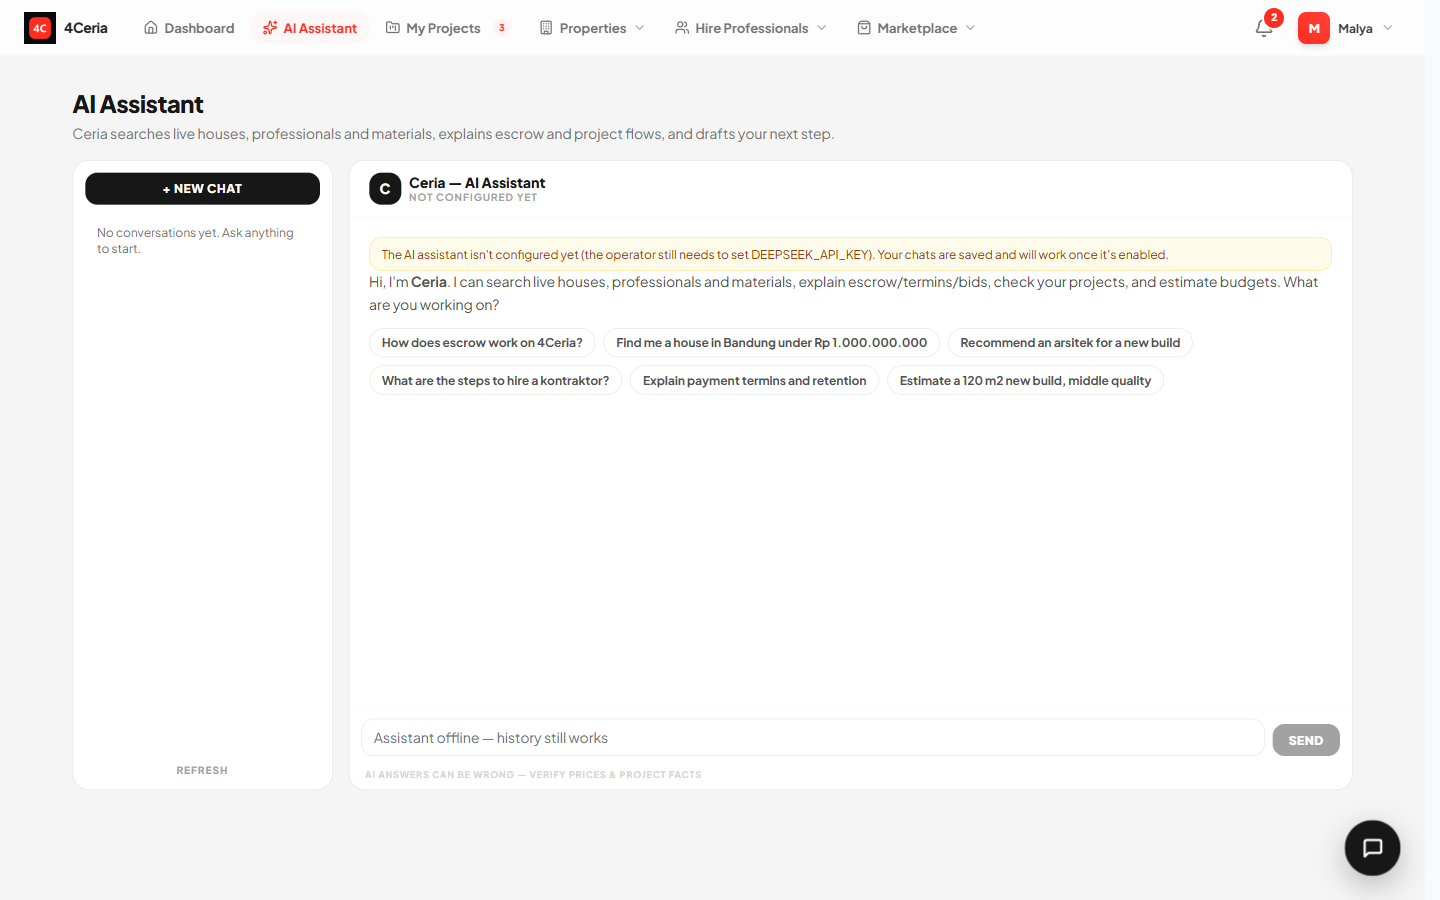 4C 4Ceria Dashboard AI Assistant My Projects 3 Properties Hire Professionals Marketplace 2 M Malya
AI Assistant
Ceria searches live houses, professionals and materials, explains escrow and project flows, and drafts your next step.
+ NEW CHAT
No conversations yet. Ask anything
to start.
REFRESH
C Ceria — AI Assistant
NOT CONFIGURED YET
The AI assistant isn't configured yet (the operator still needs to set DEEPSEEK_API_KEY). Your chats are saved and will work once it's enabled.
Hi, I'm Ceria. I can search live houses, professionals and materials, explain escrow/terms/bids, check your projects, and estimate budgets. What
are you working on?
How does escrow work on 4Ceria? Find me a house in Bandung under Rp 1.000.000.000 Recommend an arsitek for a new build
What are the steps to hire a kontraktor? Explain payment termins and retention Estimate a 120 m2 new build, middle quality
Assistant offline — history still works SEND
AI ANSWERS CAN BE WRONG — VERIFY PRICES & PROJECT FACTS